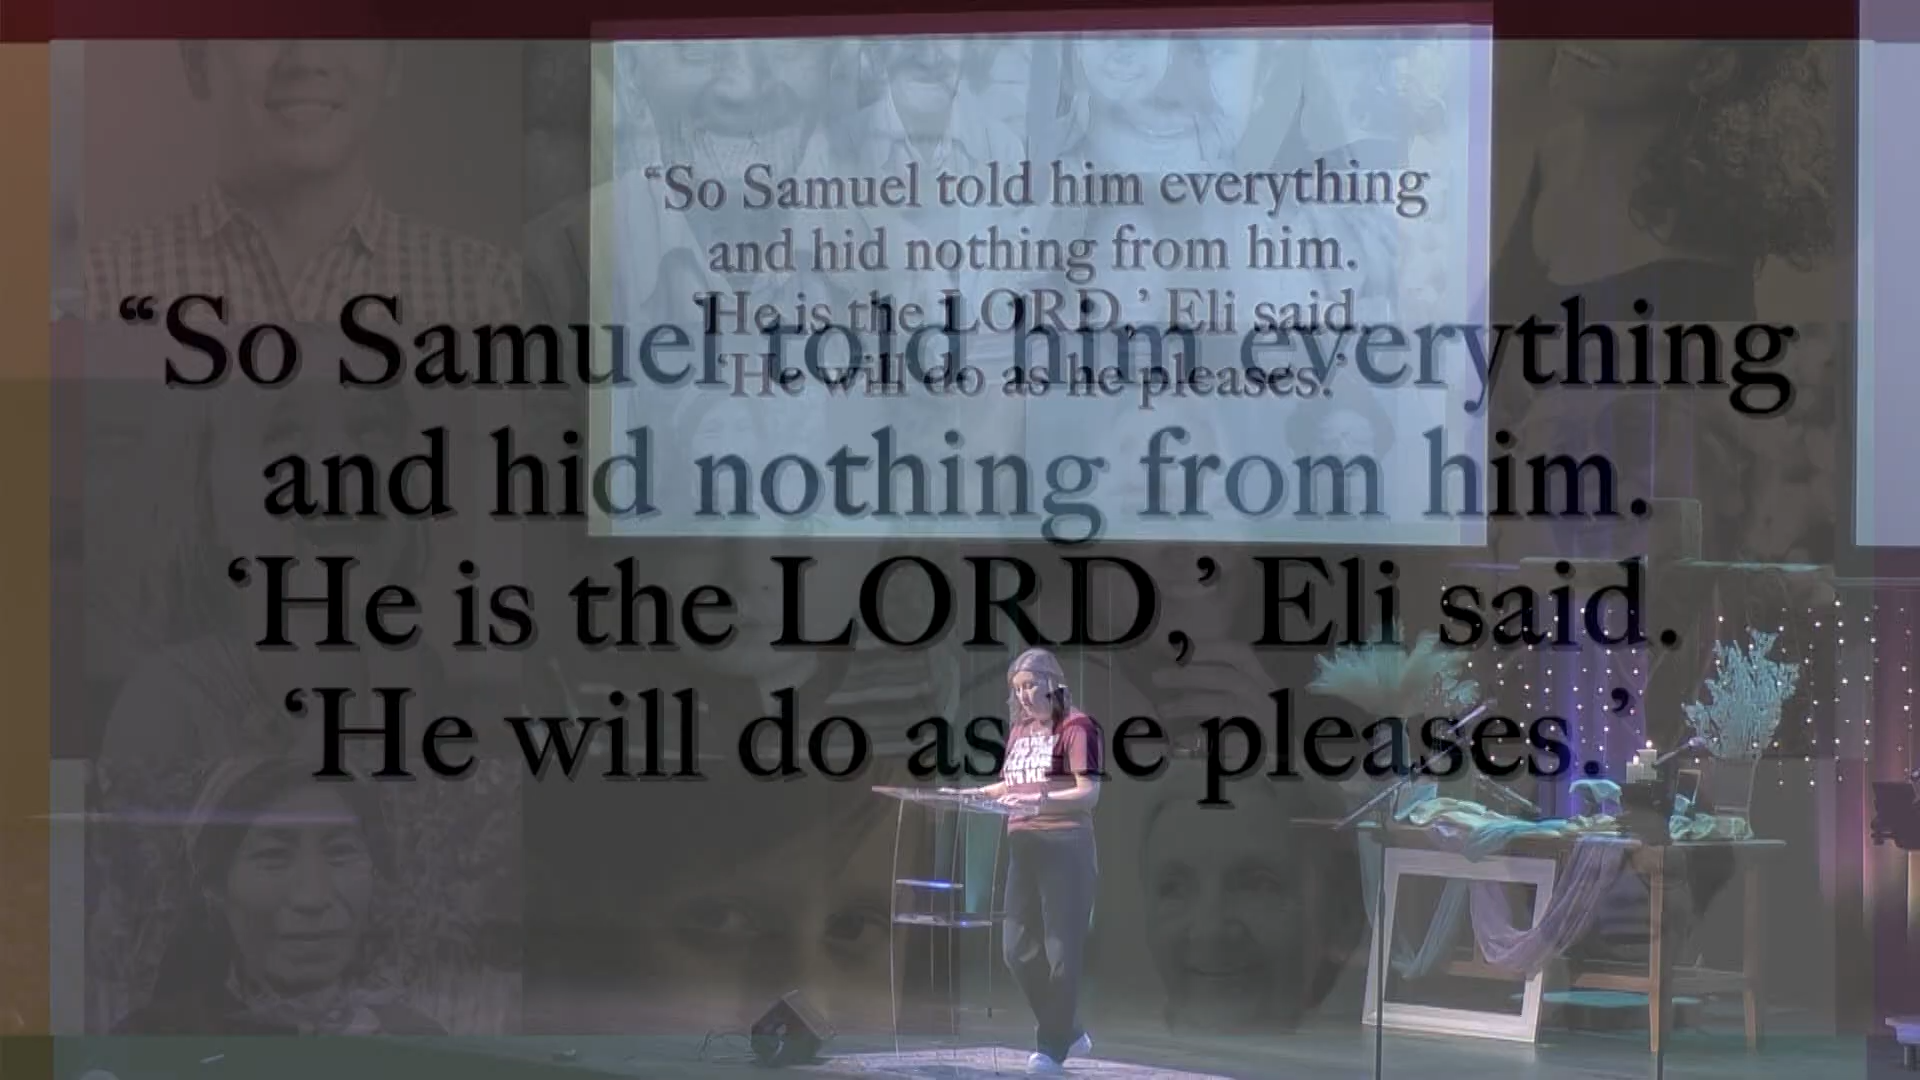 “So Samuel told him everything
and hid nothing from him.
‘He is the LORD,’ Eli said.
‘He will do as he pleases.’
“So Samuel told him everything
and hid nothing from him.
‘He is the LORD,’ Eli said.
‘He will do as he pleases.’